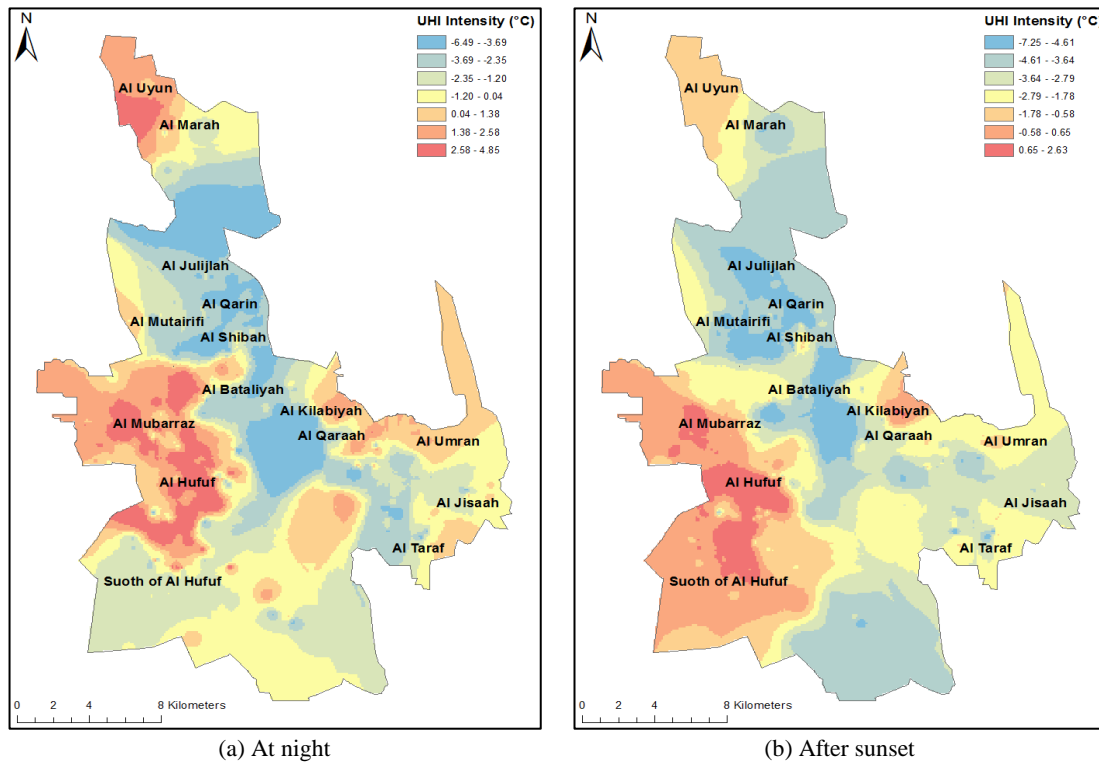 N
UHI Intensity (°C)
-6.49 - -3.69
-3.69 - -2.35
-2.35 - -1.20
-1.20 - 0.04
0.04 - 1.38
1.38 - 2.58
2.58 - 4.85
Al Uyun
Al Marah
Al Julijlah
Al Qarin
Al Mutairifi
Al Shibah
Al Bataliyah
Al Kilabiyah
Al Mubarraz
Al Qaraah
Al Umran
Al Hufuf
Al Jisaah
Al Taraf
Suoth of Al Hufuf
0 2 4 8 Kilometers
(a) At night
N
UHI Intensity (°C)
-7.25 - -4.61
-4.61 - -3.64
-3.64 - -2.79
-2.79 - -1.78
-1.78 - -0.58
-0.58 - 0.65
0.65 - 2.63
Al Uyun
Al Marah
Al Julijlah
Al Qarin
Al Mutairifi
Al Shibah
Al Bataliyah
Al Kilabiyah
Al Mubarraz
Al Qaraah
Al Umran
Al Hufuf
Al Jisaah
Al Taraf
Suoth of Al Hufuf
0 2 4 8 Kilometers
(b) After sunset